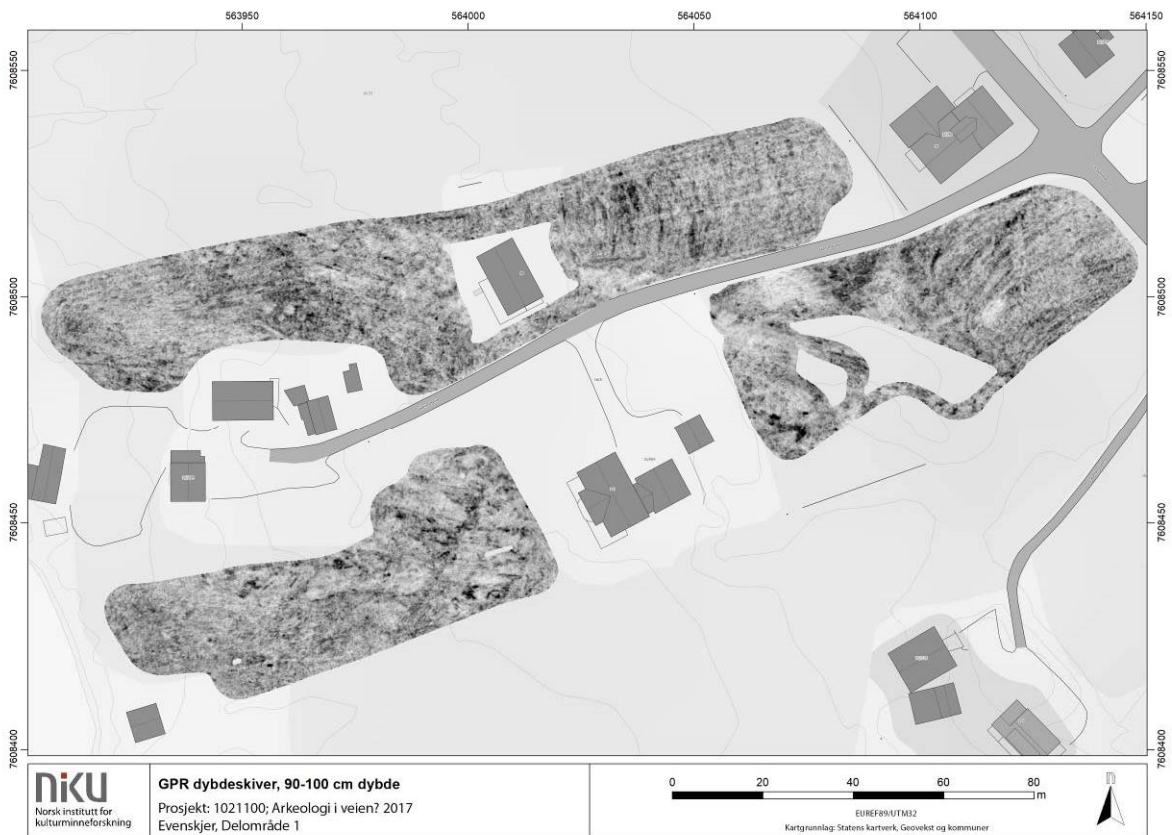 563950
564000
564050
564100
564150
7608550
7608550
7608500
7608500
7608450
7608450
7608400
7608400
niku
Norsk institutt for
kulturminneforskning
GPR dybdeskiver, 90-100 cm dybde
Prosjekt: 1021100; Arkeologi i veien? 2017
Evenskjer, Delområde 1
0 20 40 60 80
m
EUREF89/UTM32
Kartgrunnlag: Statens kartverk, Geovekst og kommuner
n